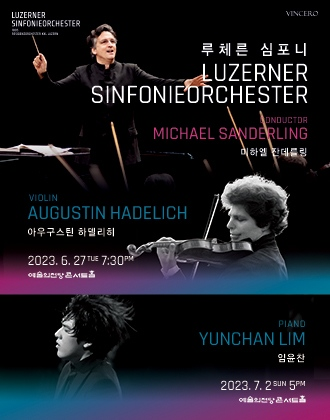 LUZERNER
SINFONIEORCHESTER
VINCERO
루체른 심포니
LUZERNER
SINFONIEORCHESTER
CONDUCTOR
MICHAEL SANDERLING
미하엘 잔데를링
VIOLIN
AUGUSTIN HADELICH
아우구스틴 하델리히
2023. 6. 27 TUE 7:30PM
예술의전당 콘서트홀
PIANO
YUNCHAN LIM
임윤찬
2023. 7. 2 SUN 5PM
예술의전당 콘서트홀